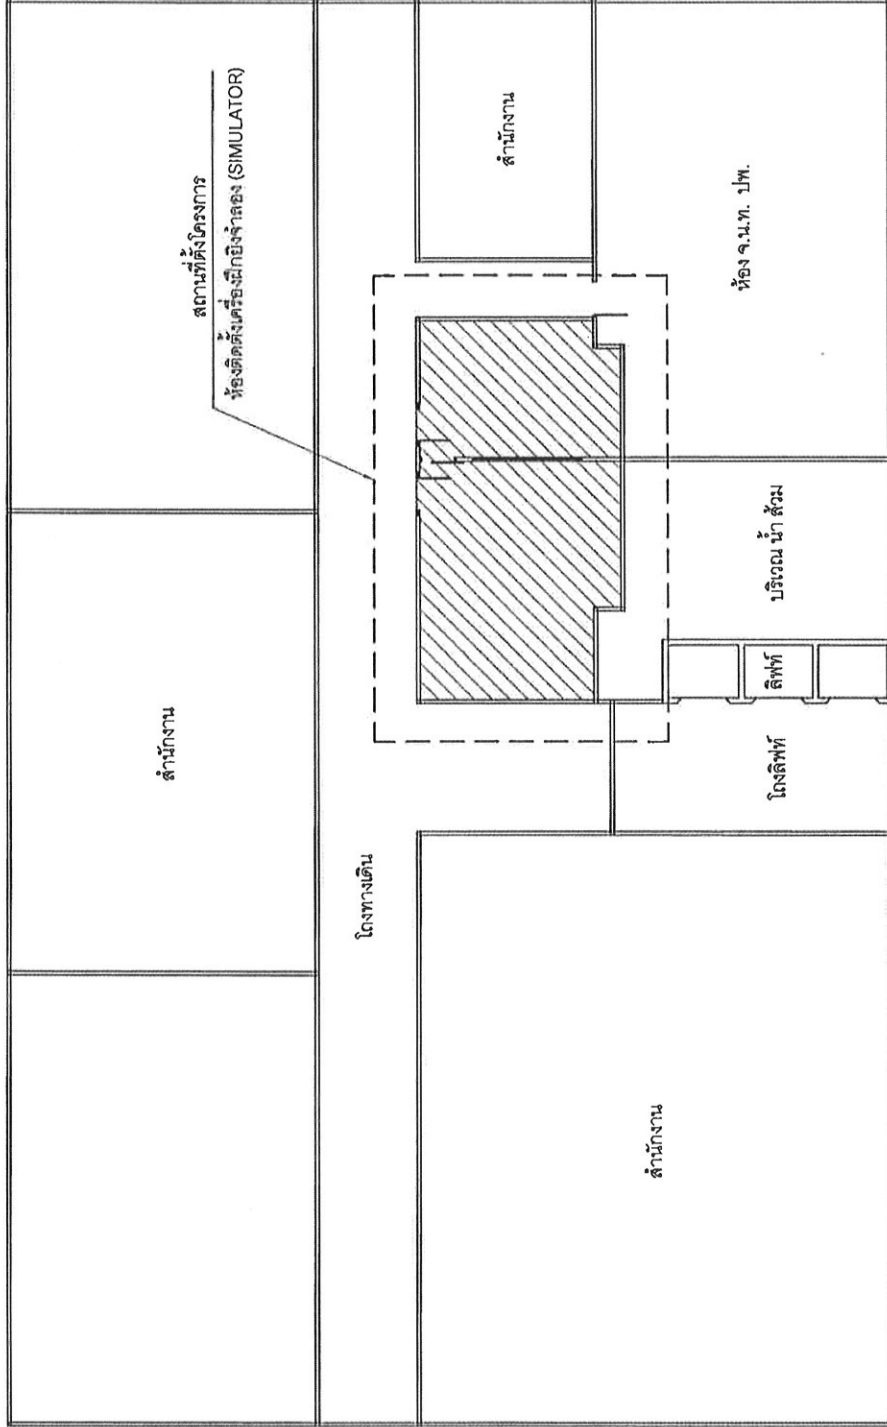 สถานที่ตั้งโครงการ
ห้องติดตั้งเครื่องฝึกยิงจำลอง (SIMULATOR)
สำนักงาน
สำนักงาน
โถงทางเดิน
ห้อง จ.น.ท. ปพ.
บริเวณ น้ำ ส้วม
ลิฟท์
โถงลิฟท์
สำนักงาน